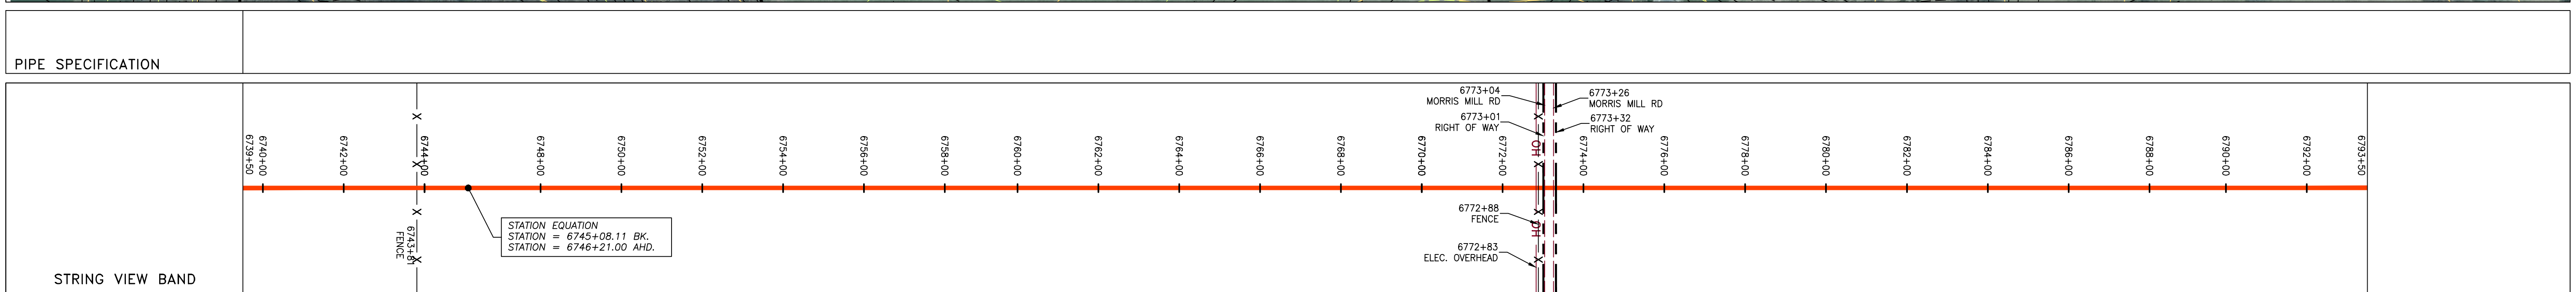 PIPE SPECIFICATION
6773+04
MORRIS MILL RD
6773+01
RIGHT OF WAY
6773+26
MORRIS MILL RD
6773+32
RIGHT OF WAY
6739+50
6740+00
6742+00
6744+00
6748+00
6750+00
6752+00
6754+00
6756+00
6758+00
6760+00
6762+00
6764+00
6766+00
6768+00
6770+00
6772+00
OH
6774+00
6776+00
6778+00
6780+00
6782+00
6784+00
6786+00
6788+00
6790+00
6792+00
6793+50
6743+81
FENCE
STATION EQUATION
STATION = 6745+08.11 BK.
STATION = 6746+21.00 AHD.
6772+88
FENCE
OH
6772+83
ELEC. OVERHEAD
STRING VIEW BAND